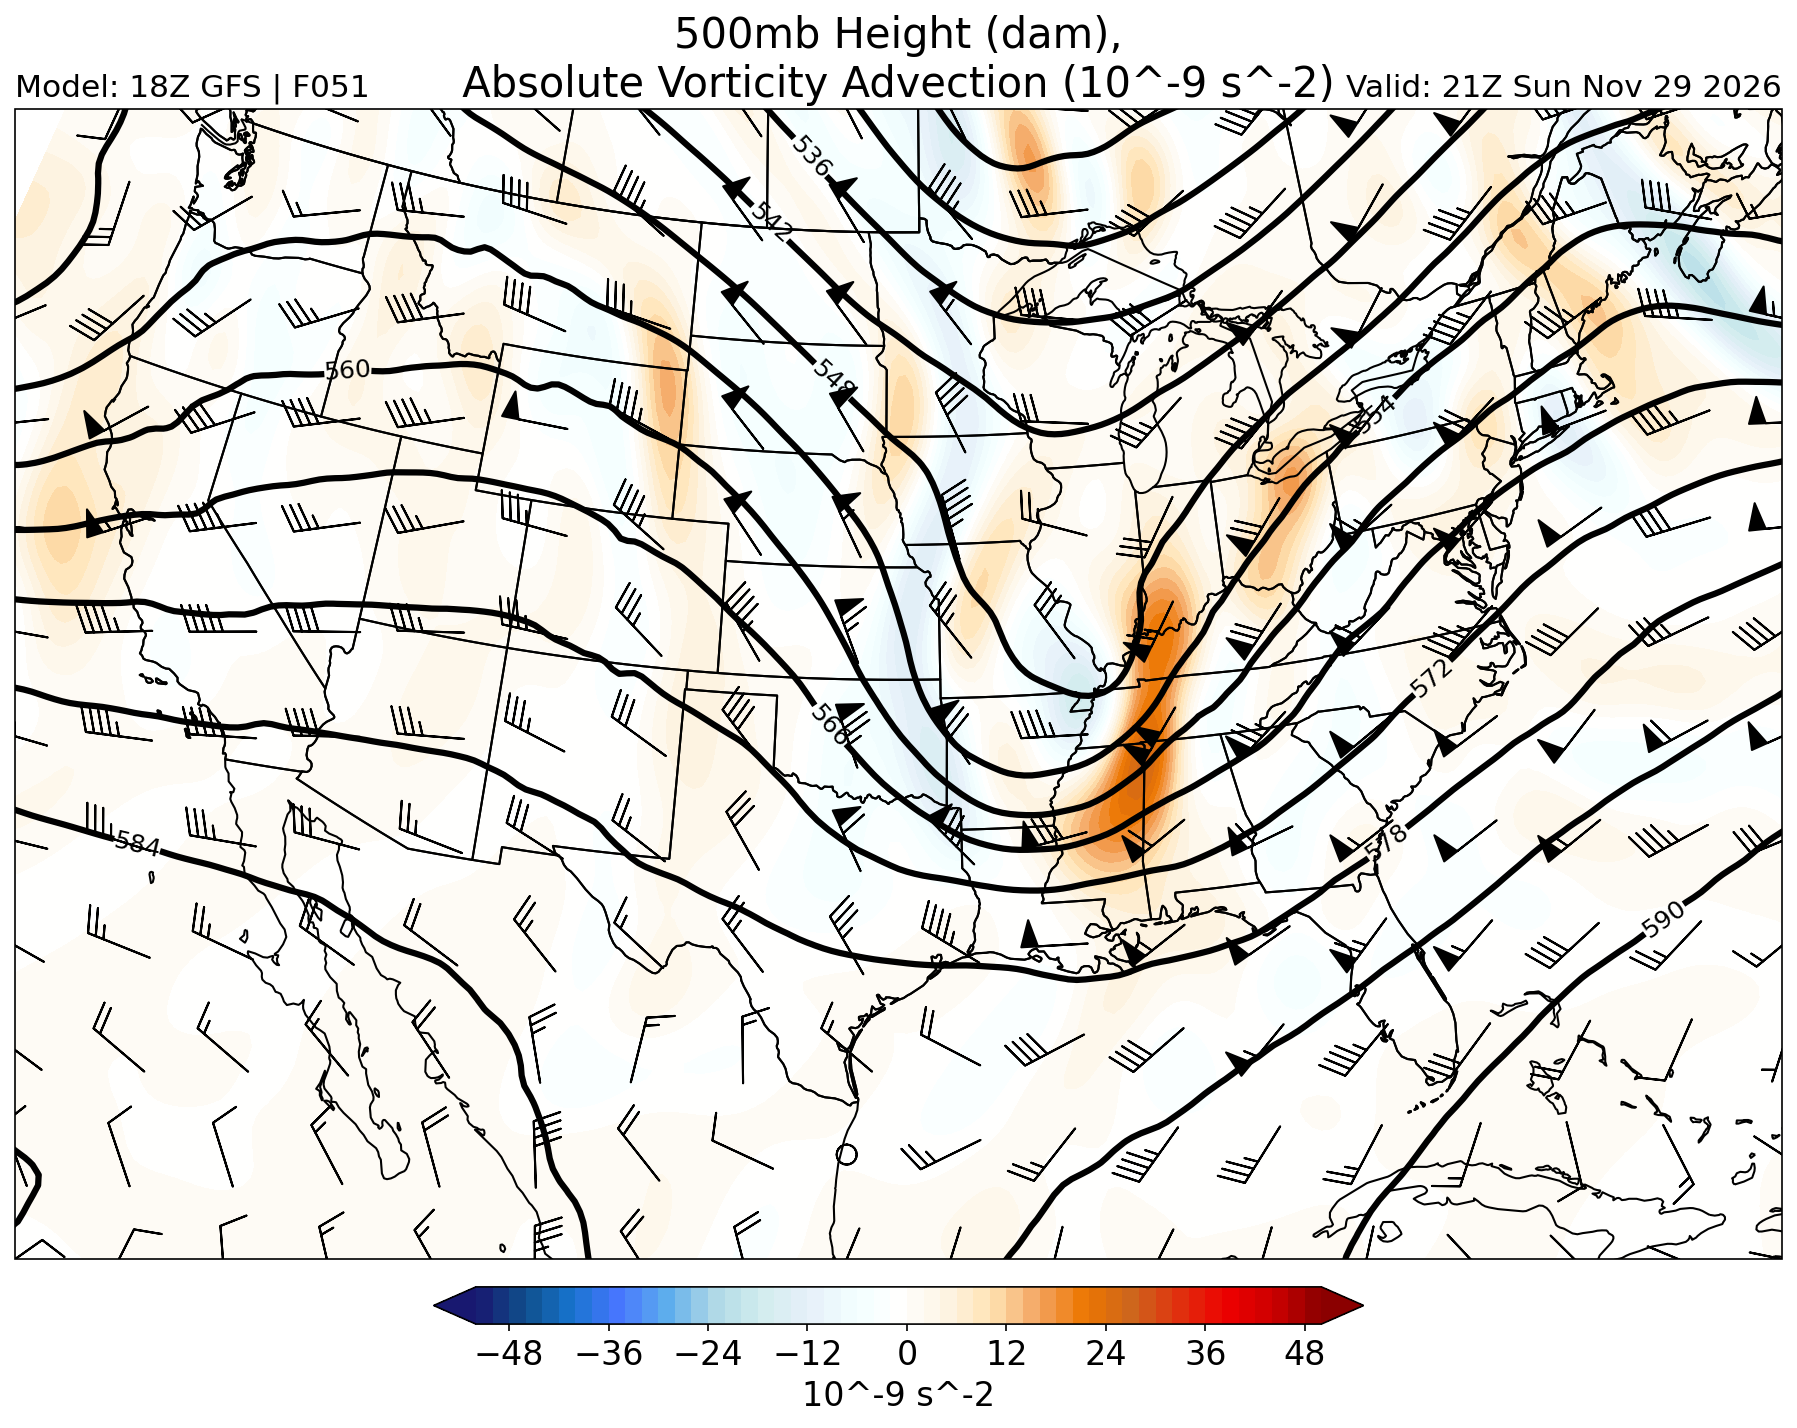 500mb Height (dam),
Model: 18Z GFS | F051
Absolute Vorticity Advection (10^-9 s^-2)
Valid: 21Z Sun Nov 29 2026
536
542
548
554
560
566
572
578
584
590
−48 −36 −24 −12 0 12 24 36 48
10^-9 s^-2